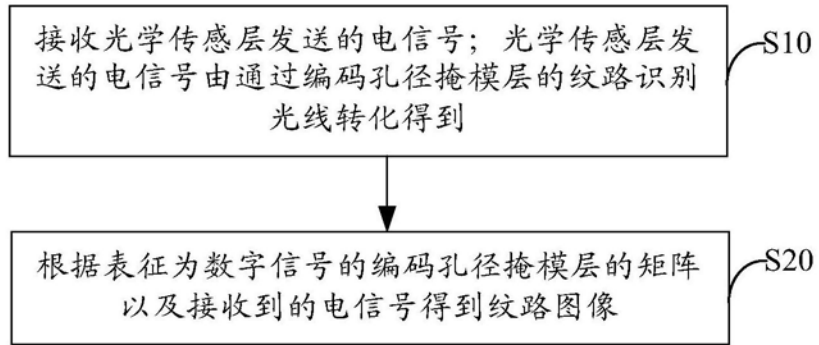 接收光学传感层发送的电信号；光学传感层发
送的电信号由通过编码孔径掩模层的纹路识别
光线转化得到
S10
根据表征为数字信号的编码孔径掩模层的矩阵
以及接收到的电信号得到纹路图像
S20